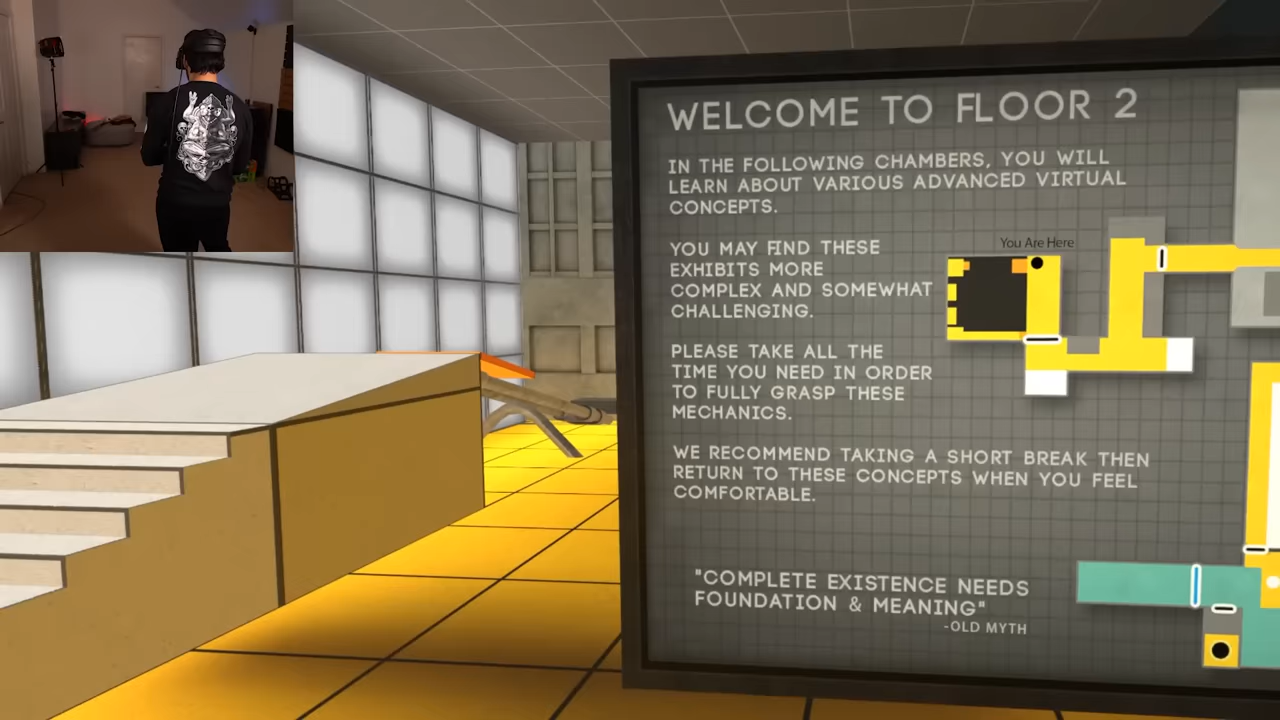 WELCOME TO FLOOR 2
IN THE FOLLOWING CHAMBERS, YOU WILL
LEARN ABOUT VARIOUS ADVANCED VIRTUAL
CONCEPTS.
YOU MAY FIND THESE
EXHIBITS MORE
COMPLEX AND SOMEWHAT
CHALLENGING.
You Are Here
PLEASE TAKE ALL THE
TIME YOU NEED IN ORDER
TO FULLY GRASP THESE
MECHANICS.
WE RECOMMEND TAKING A SHORT BREAK THEN
RETURN TO THESE CONCEPTS WHEN YOU FEEL
COMFORTABLE.
"COMPLETE EXISTENCE NEEDS
FOUNDATION & MEANING"
-OLD MYTH